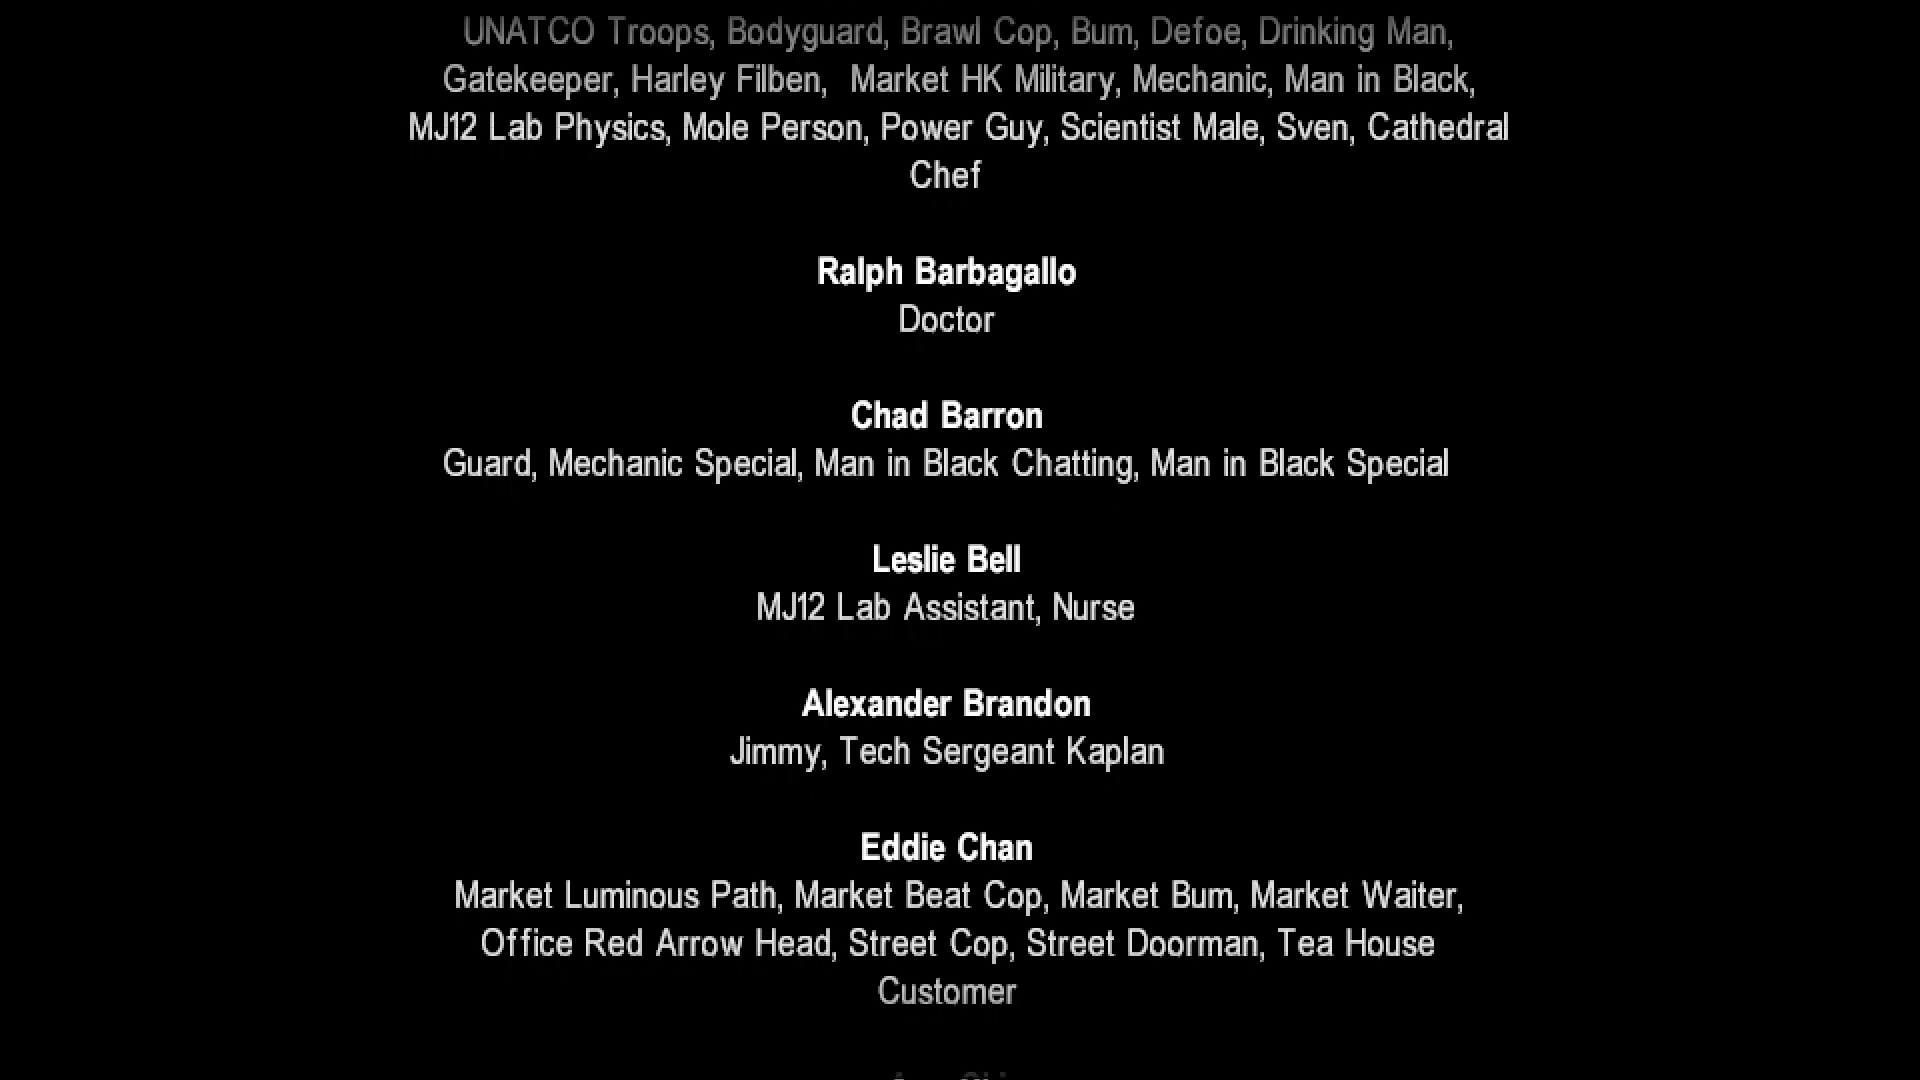 UNATCO Troops, Bodyguard, Brawl Cop, Bum, Defoe, Drinking Man,
Gatekeeper, Harley Filben,  Market HK Military, Mechanic, Man in Black,
MJ12 Lab Physics, Mole Person, Power Guy, Scientist Male, Sven, Cathedral
Chef
Ralph Barbagallo
Doctor
Chad Barron
Guard, Mechanic Special, Man in Black Chatting, Man in Black Special
Leslie Bell
MJ12 Lab Assistant, Nurse
Alexander Brandon
Jimmy, Tech Sergeant Kaplan
Eddie Chan
Market Luminous Path, Market Beat Cop, Market Bum, Market Waiter,
Office Red Arrow Head, Street Cop, Street Doorman, Tea House
Customer